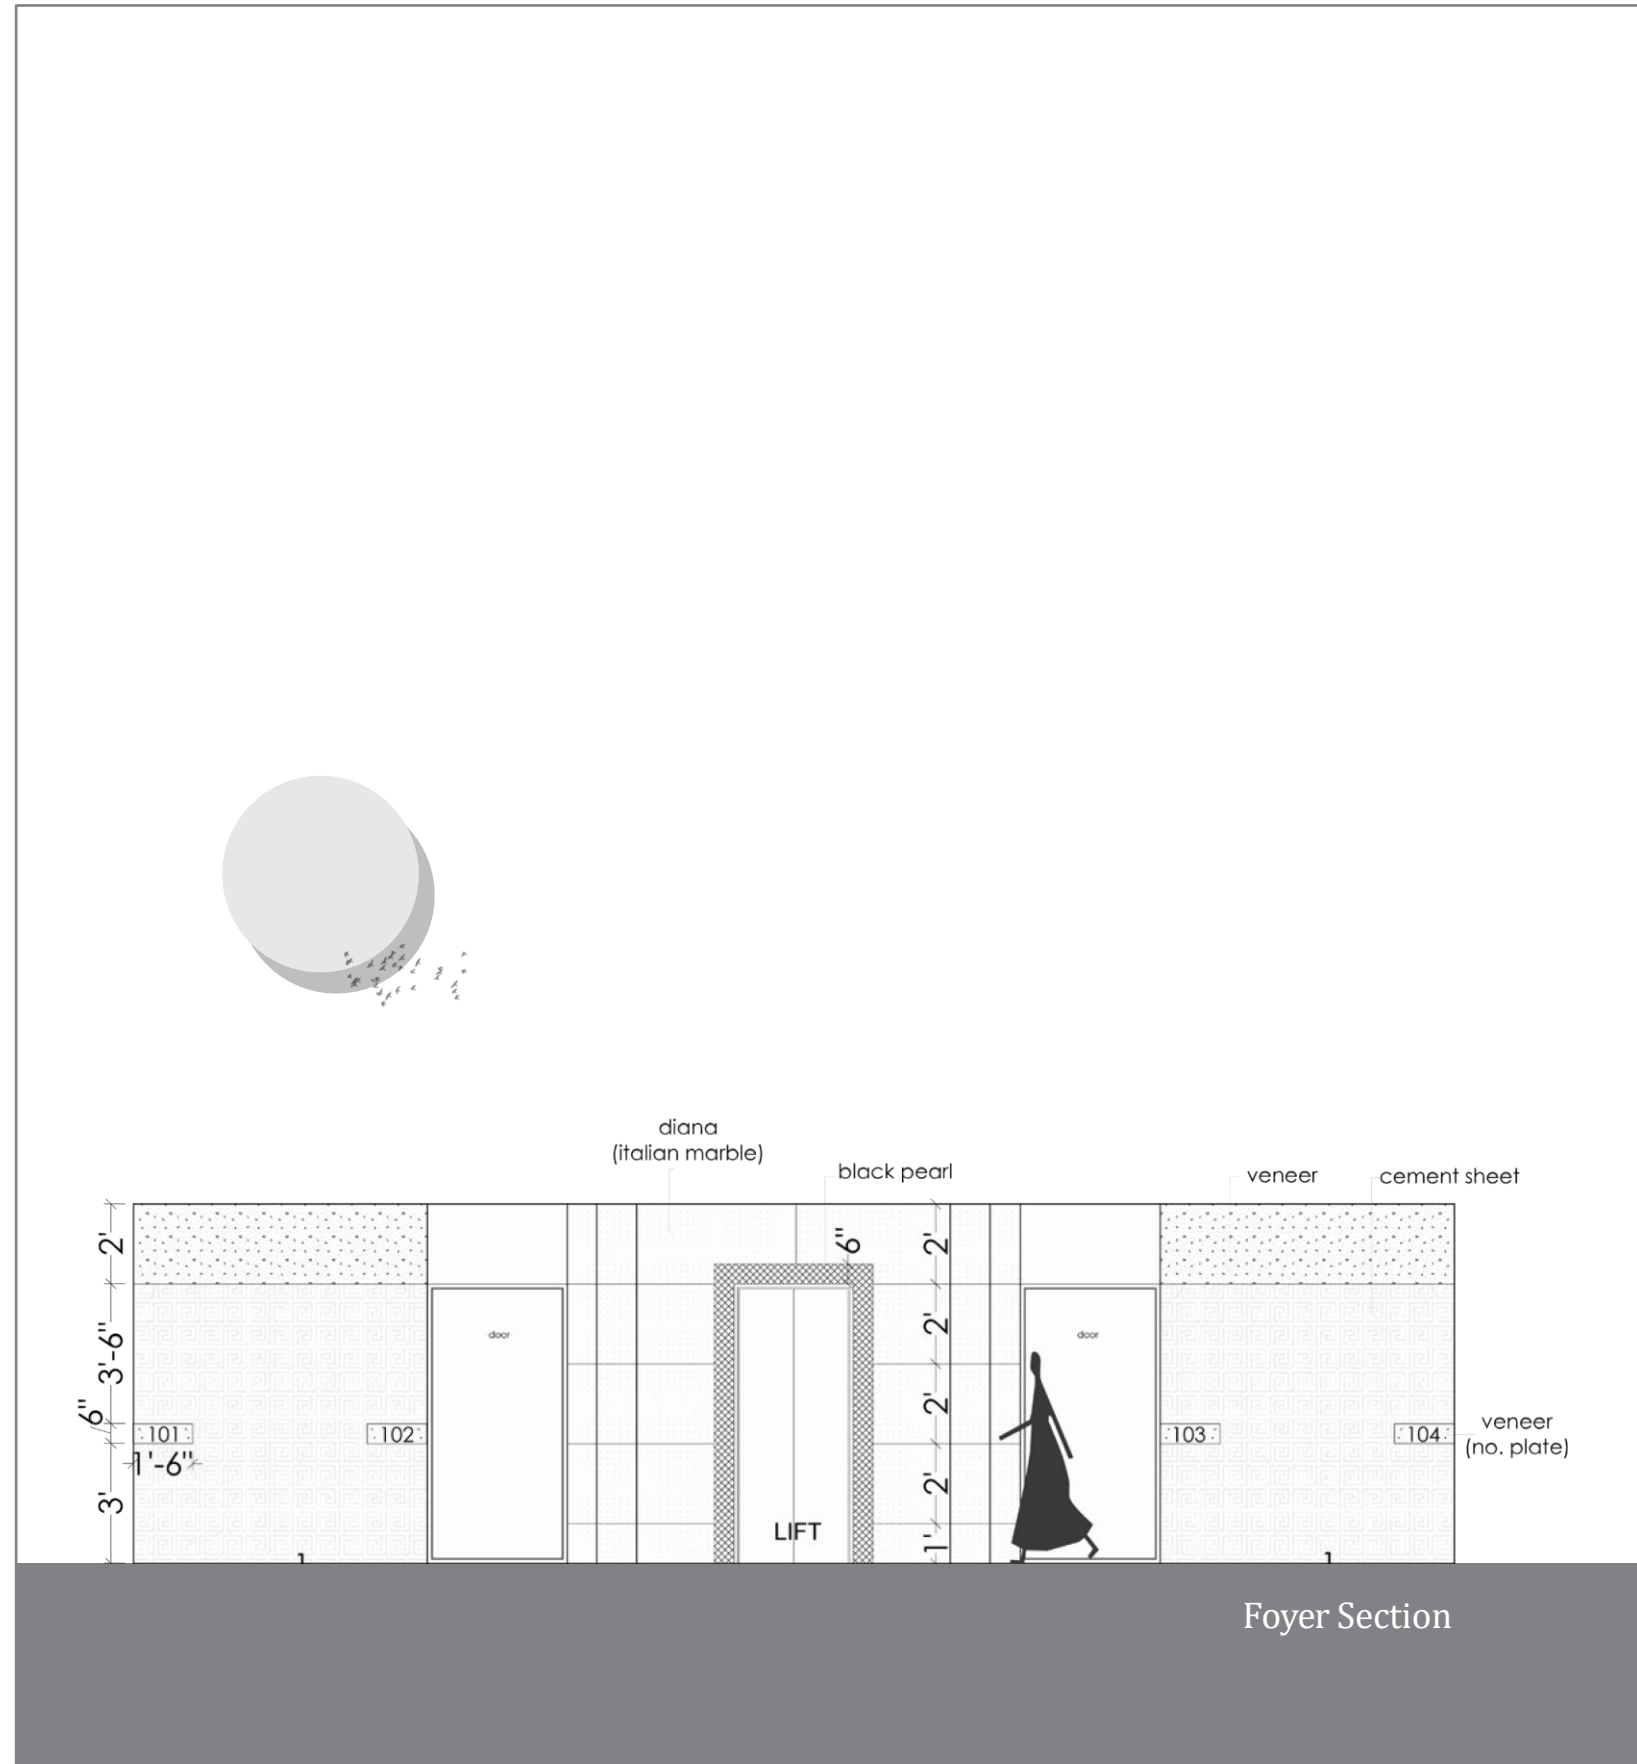 diana
(italian marble)
black pearl
veneer
cement sheet
2'
6"
2'
3'-6"
door
2'
door
6"
2'
101
102
103
104
veneer
(no. plate)
1'-6"
3'
2'
LIFT
1'
1
1
Foyer Section